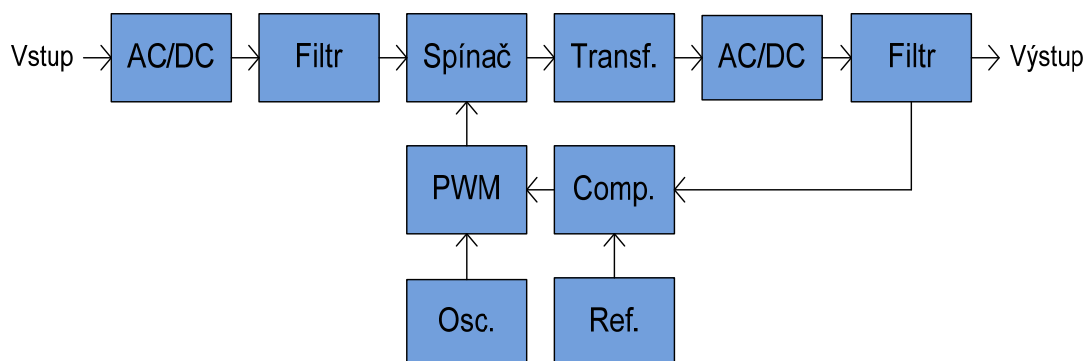 Vstup
AC/DC
Filtr
Spínač
Transf.
AC/DC
Filtr
Výstup
PWM
Comp.
Osc.
Ref.